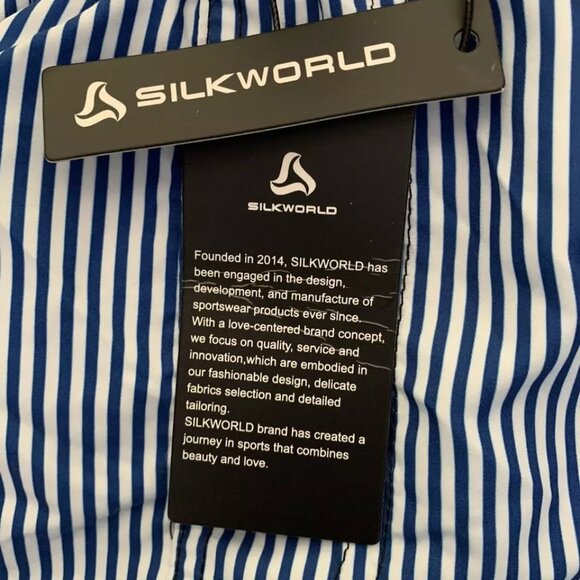 SILKWORLD
SILKWORLD
Founded in 2014, SILKWORLD has
been engaged in the design,
development, and manufacture of
sportswear products ever since.
With a love-centered brand concept,
we focus on quality, service and
innovation,which are embodied in
our fashionable design, delicate
fabrics selection and detailed
tailoring.
SILKWORLD brand has created a
journey in sports that combines
beauty and love.